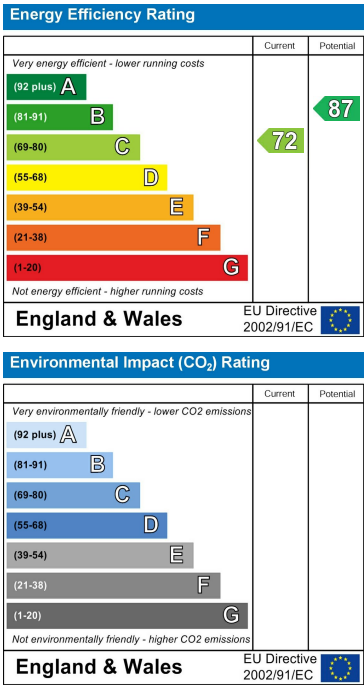 Energy Efficiency Rating
Current Potential
Very energy efficient - lower running costs
(92 plus) A
(81-91) B
(69-80) C
(55-68) D
(39-54) E
(21-38) F
(1-20) G
72
87
Not energy efficient - higher running costs
England & Wales
EU Directive
2002/91/EC
Environmental Impact (CO₂) Rating
Current Potential
Very environmentally friendly - lower CO2 emissions
(92 plus) A
(81-91) B
(69-80) C
(55-68) D
(39-54) E
(21-38) F
(1-20) G
Not environmentally friendly - higher CO2 emissions
England & Wales
EU Directive
2002/91/EC